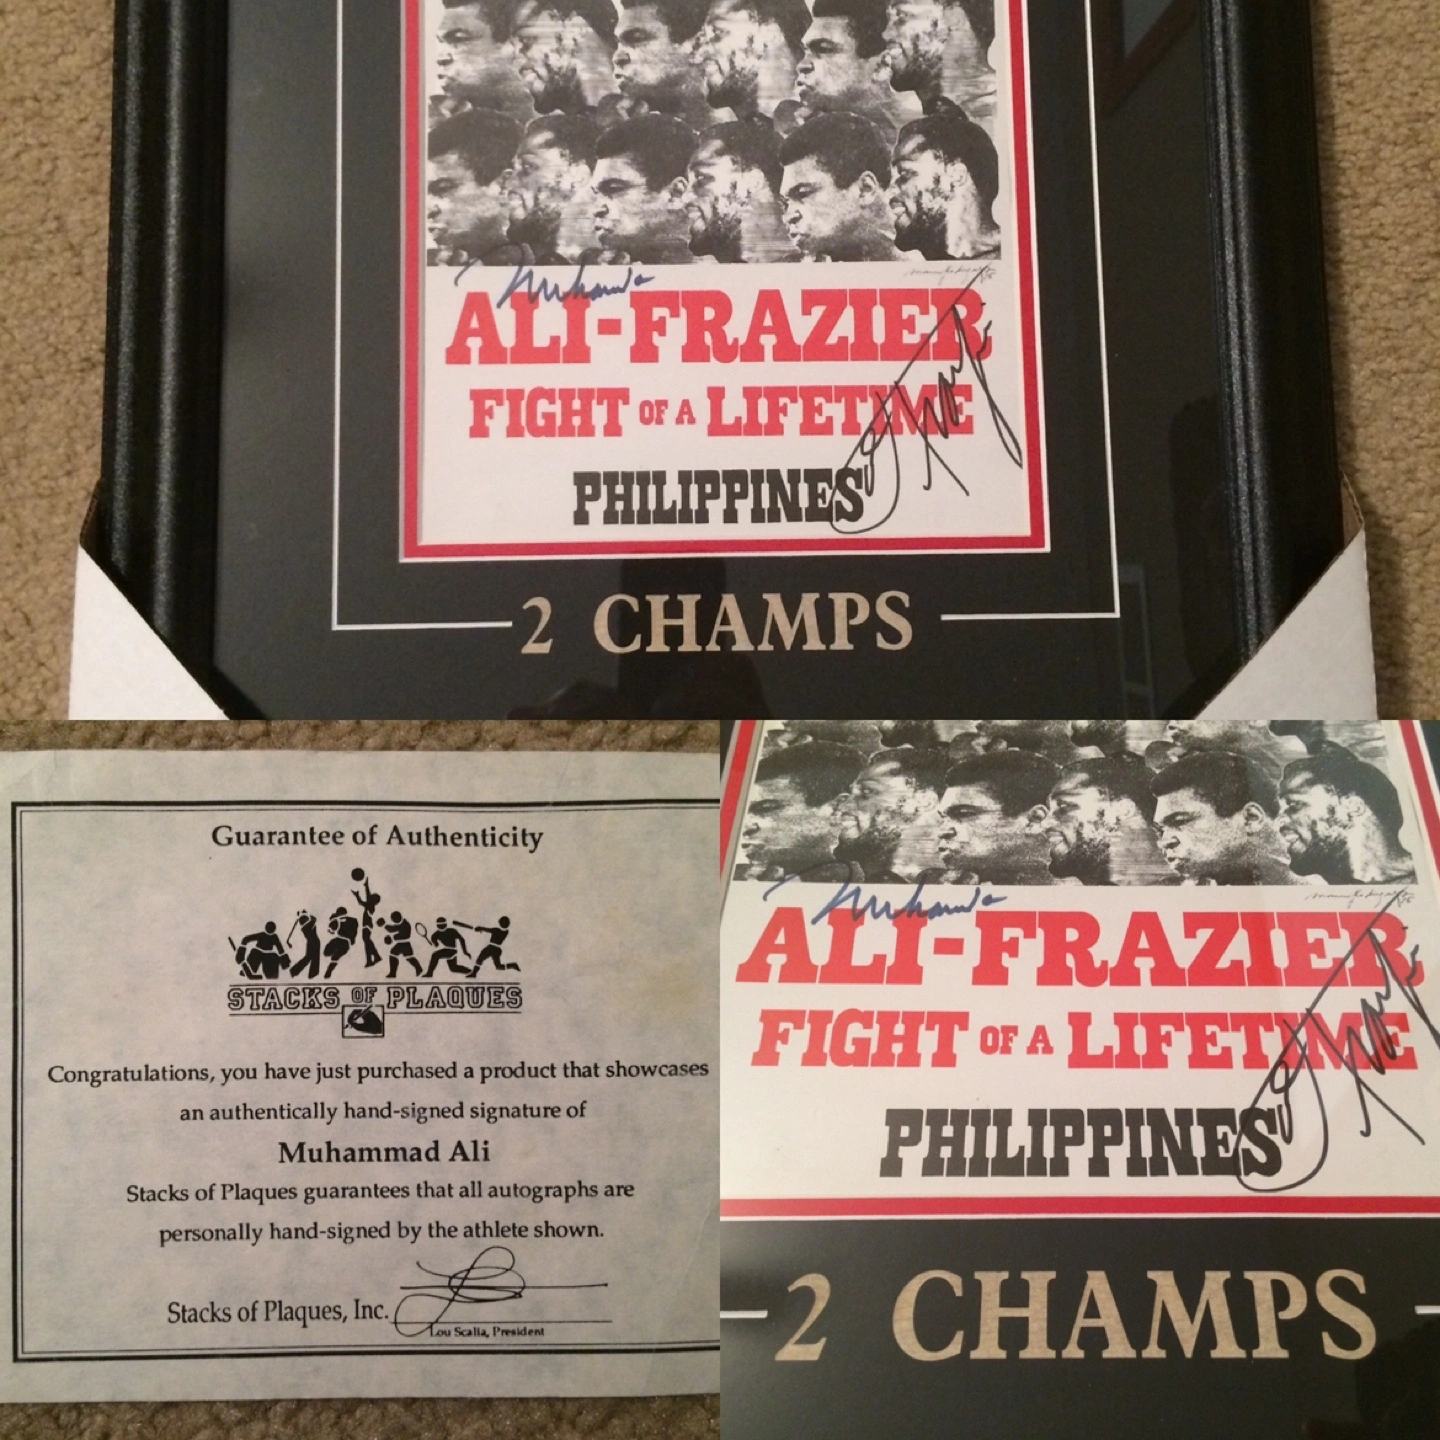 Muhammad
ALI-FRAZIER
FIGHT OF A LIFETIME
PHILIPPINES
2 CHAMPS
Guarantee of Authenticity
STACKS OF PLAQUES
Congratulations, you have just purchased a product that showcases
an authentically hand-signed signature of
Muhammad Ali
Stacks of Plaques guarantees that all autographs are
personally hand-signed by the athlete shown.
Stacks of Plaques, Inc.
Lou Scalia, President
Muhammad
ALI-FRAZIER
FIGHT OF A LIFETIME
PHILIPPINES
2 CHAMPS